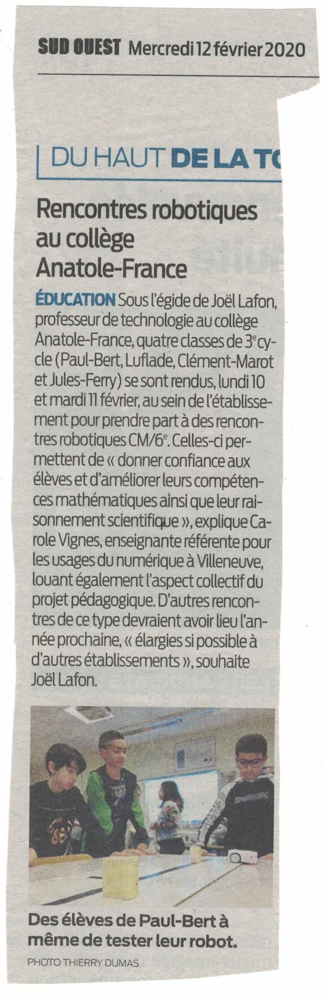 SUD OUEST Mercredi 12 février 2020
DU HAUT DE LA
Rencontres robotiques
au collège
Anatole-France
ÉDUCATION Sous l'égide de Joël Lafon,
professeur de technologie au collège
Anatole-France, quatre classes de 3e cy-
cle (Paul-Bert, Luflade, Clément-Marot
et Jules-Ferry) se sont rendus, lundi 10
et mardi 11 février, au sein de l'établisse-
ment pour prendre part à des rencon-
tres robotiques CM/6e. Celles-ci per-
mettent de « donner confiance aux
élèves et d'améliorer leurs compéten-
ces mathématiques ainsi que leur rai-
sonnement scientifique », explique Ca-
role Vignes, enseignante référente pour
les usages du numérique à Villeneuve,
louant également l'aspect collectif du
projet pédagogique. D'autres rencon-
tres de ce type devraient avoir lieu l'an-
née prochaine, « élargies si possible à
d'autres établissements », souhaite
Joël Lafon.
Des élèves de Paul-Bert à
même de tester leur robot.
PHOTO THIERRY DUMAS